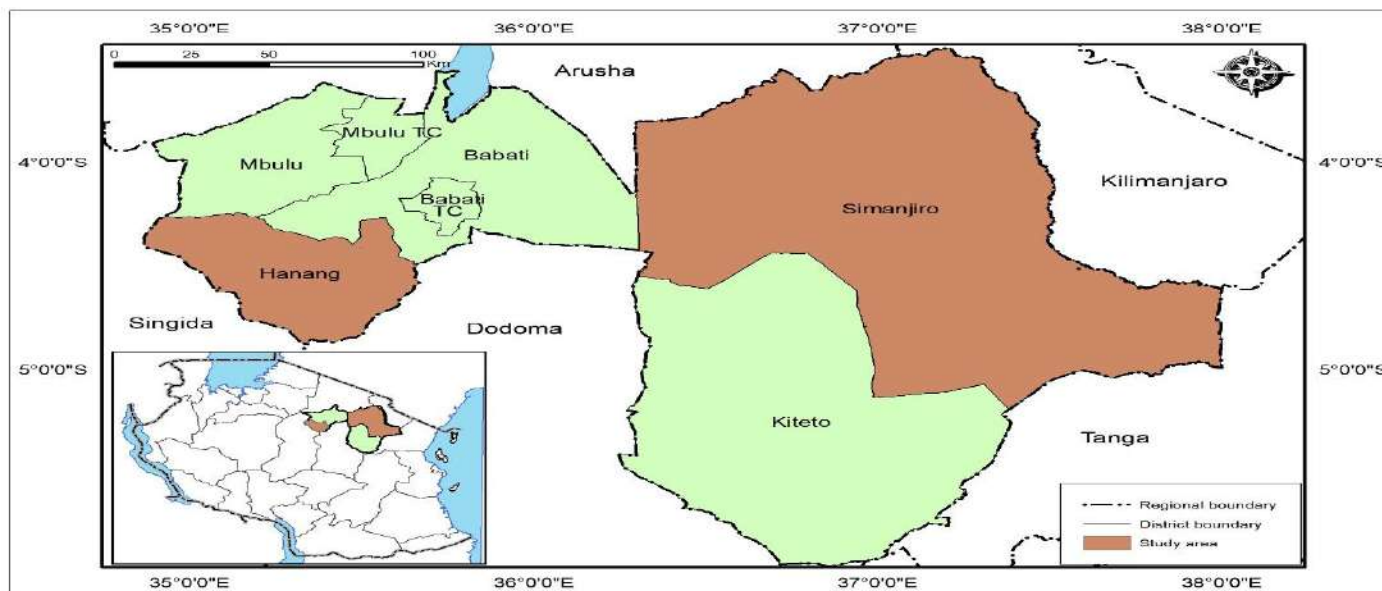 35°0'0"E 36°0'0"E 37°0'0"E 38°0'0"E
0 25 50 100
Km
Arusha
Mbulu TC
Mbulu
Babati
4°0'0"S 4°0'0"S
Kilimanjaro
Babati
TC
Simanjiro
Hanang
Singida
Dodoma
5°0'0"S 5°0'0"S
Kiteto
Tanga
Regional boundary
District boundary
Study area
35°0'0"E 36°0'0"E 37°0'0"E 38°0'0"E